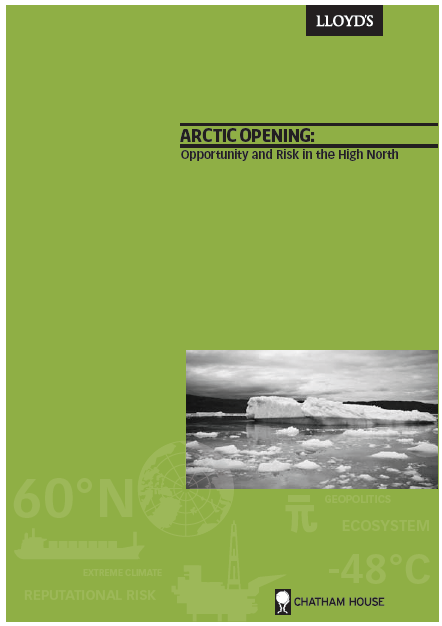 LLOYD'S
ARCTIC OPENING:
Opportunity and Risk in the High North
60°N
GEOPOLITICS
ECOSYSTEM
EXTREME CLIMATE
-48°C
REPUTATIONAL RISK
CHATHAM HOUSE